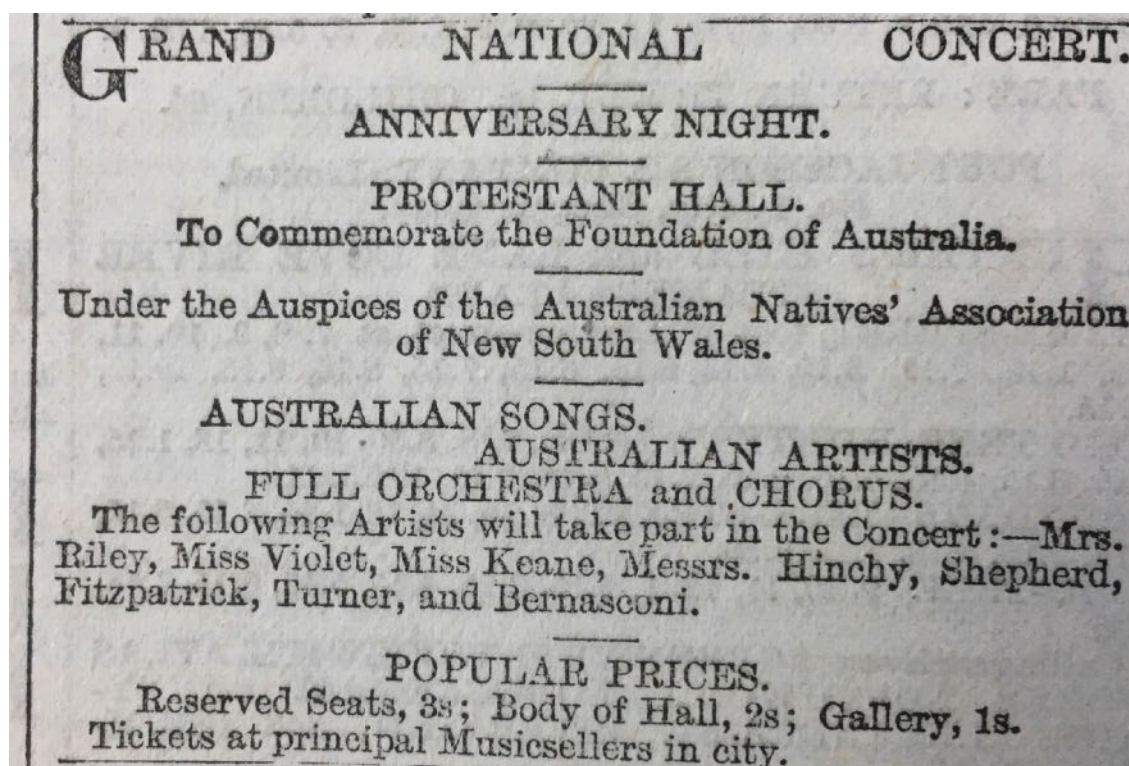 GRAND NATIONAL CONCERT.
ANNIVERSARY NIGHT.
PROTESTANT HALL.
To Commemorate the Foundation of Australia.
Under the Auspices of the Australian Natives' Association
of New South Wales.
AUSTRALIAN SONGS.
AUSTRALIAN ARTISTS.
FULL ORCHESTRA and CHORUS.
The following Artists will take part in the Concert :—Mrs.
Riley, Miss Violet, Miss Keane, Messrs. Hinchy, Shepherd,
Fitzpatrick, Turner, and Bernasconi.
POPULAR PRICES.
Reserved Seats, 3s; Body of Hall, 2s; Gallery, 1s.
Tickets at principal Musicsellers in city.